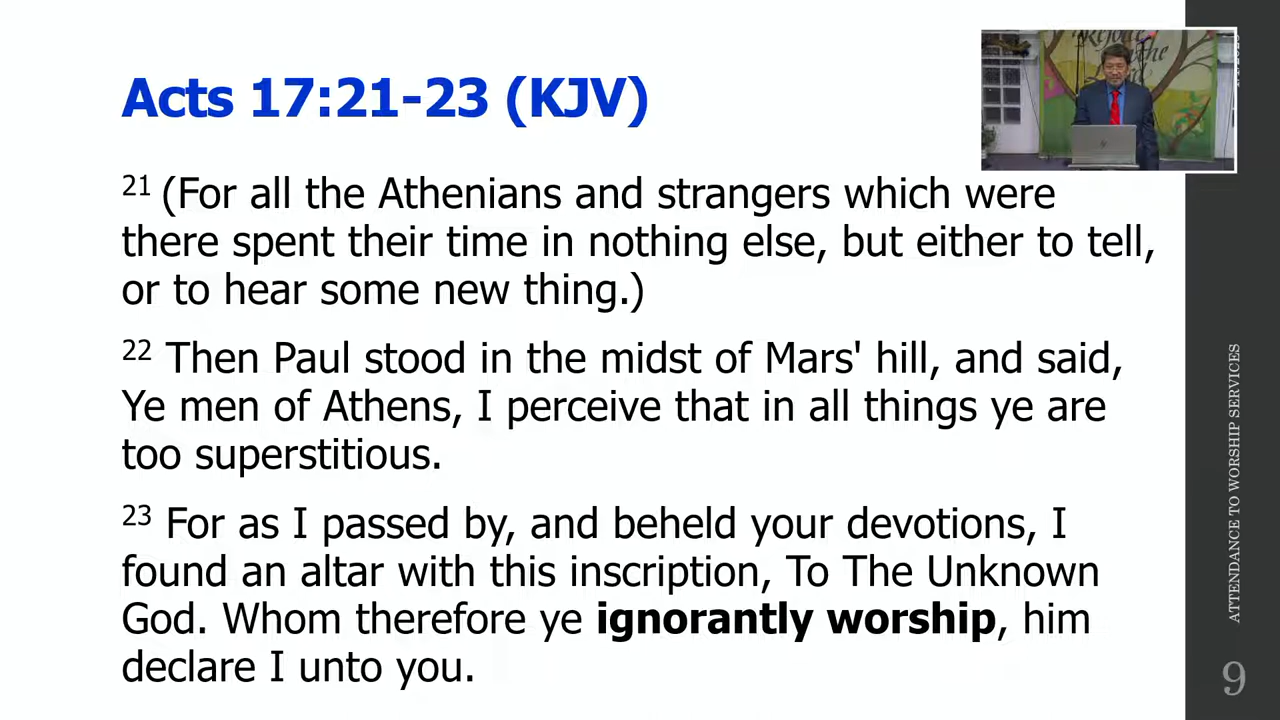 Acts 17:21-23 (KJV)
21 (For all the Athenians and strangers which were
there spent their time in nothing else, but either to tell,
or to hear some new thing.)
22 Then Paul stood in the midst of Mars' hill, and said,
Ye men of Athens, I perceive that in all things ye are
too superstitious.
23 For as I passed by, and beheld your devotions, I
found an altar with this inscription, To The Unknown
God. Whom therefore ye ignorantly worship, him
declare I unto you.
Rejoice
the
ATTENDANCE TO WORSHIP SERVICES
9